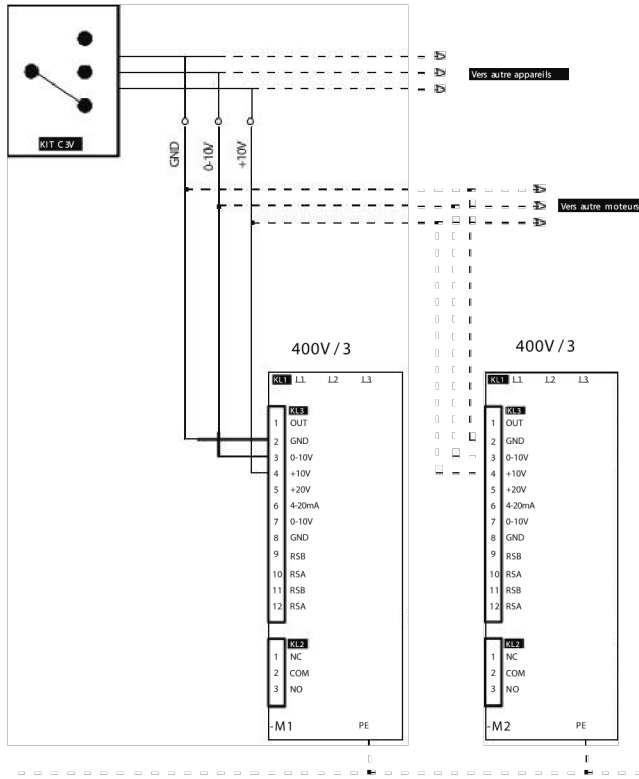 Vers autre appareils
KIT C3V
GND
0-10V
+10V
Vers autre moteurs
400V / 3
KL1 L1 L2 L3
KL3
1 OUT
2 GND
3 0-10V
4 +10V
5 +20V
6 4-20mA
7 0-10V
8 GND
9 RSB
10 RSA
11 RSB
12 RSA
KL2
1 NC
2 COM
3 NO
-M1 PE
400V / 3
KL1 L1 L2 L3
KL3
1 OUT
2 GND
3 0-10V
4 +10V
5 +20V
6 4-20mA
7 0-10V
8 GND
9 RSB
10 RSA
11 RSB
12 RSA
KL2
1 NC
2 COM
3 NO
-M2 PE